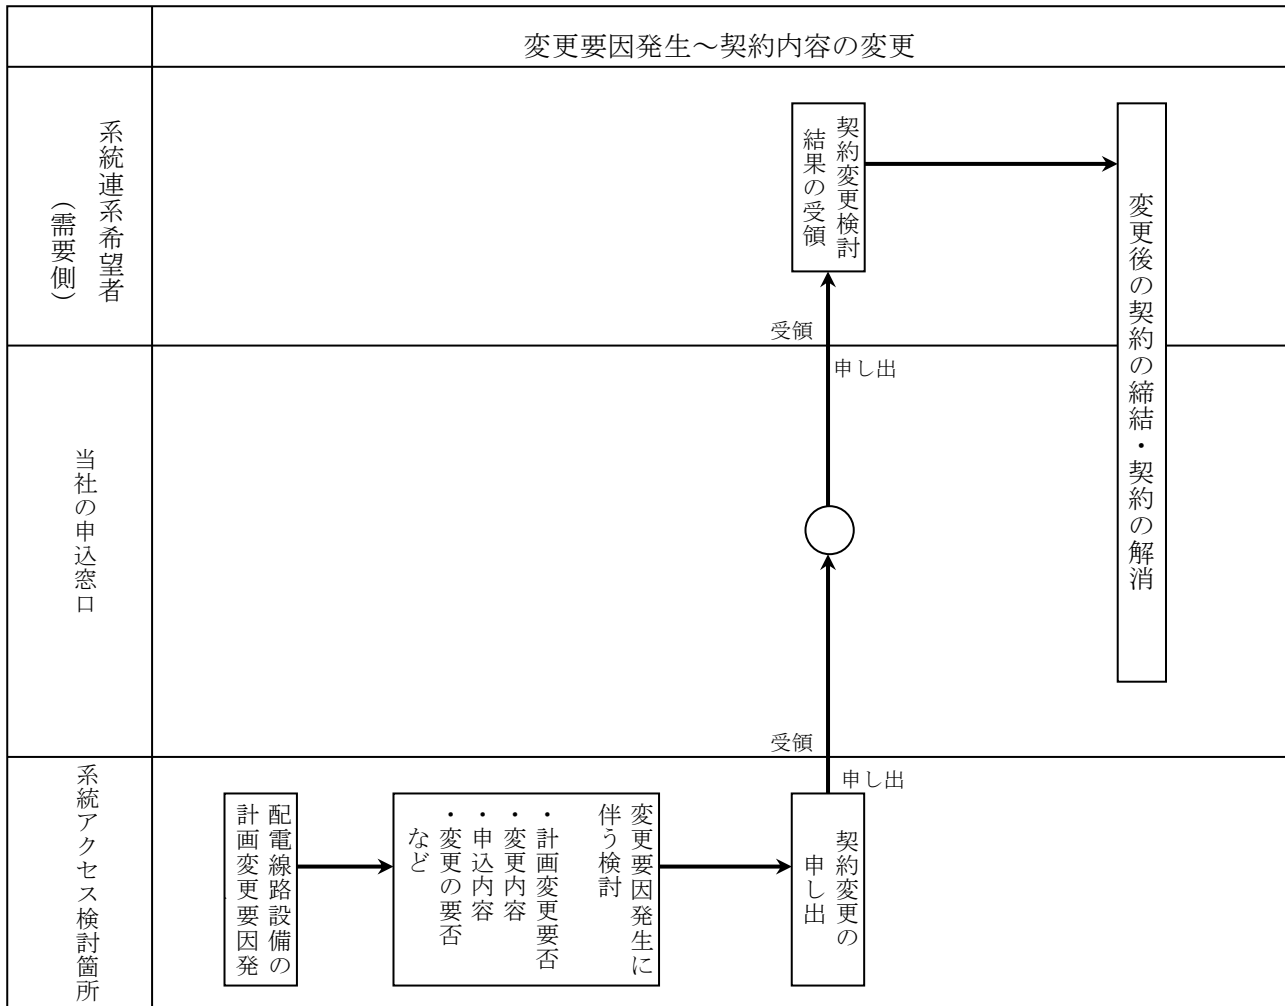 変更要因発生～契約内容の変更
系統連系希望者
（需要側）
契約変更検討
結果の受領
変更後の契約の締結・契約の解消
受領
申し出
当社の申込窓口
受領
申し出
系統アクセス検討箇所
配電線路設備の
計画変更要因発
変更要因発生に
伴う検討
・計画変更要否
・変更内容
・申込内容
・変更の要否
など
契約変更の
申し出